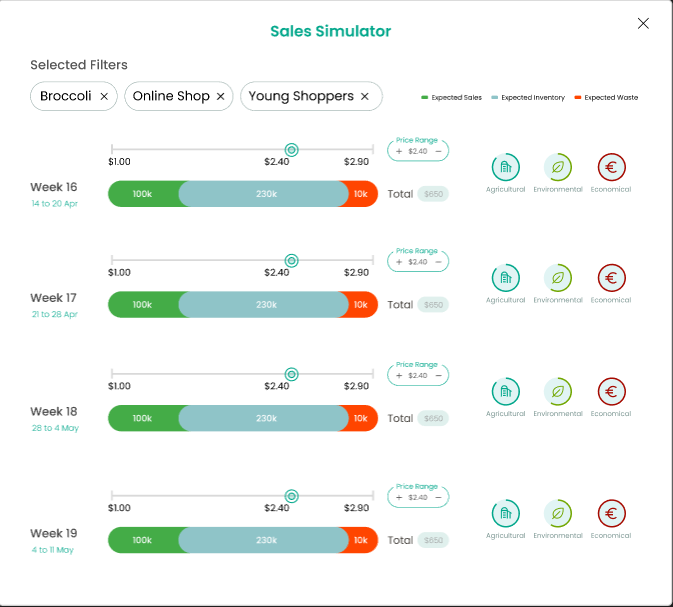 Sales Simulator
Selected Filters
Broccoli × Online Shop × Young Shoppers ×
Expected Sales Expected Inventory Expected Waste
Price Range
+ $2.40 −
$1.00 $2.40 $2.90
Week 16
14 to 20 Apr
100k 230k 10k
Total $650
Agricultural Environmental Economical
Price Range
+ $2.40 −
$1.00 $2.40 $2.90
Week 17
21 to 28 Apr
100k 230k 10k
Total $650
Agricultural Environmental Economical
Price Range
+ $2.40 −
$1.00 $2.40 $2.90
Week 18
28 to 4 May
100k 230k 10k
Total $650
Agricultural Environmental Economical
Price Range
+ $2.40 −
$1.00 $2.40 $2.90
Week 19
4 to 11 May
100k 230k 10k
Total $650
Agricultural Environmental Economical